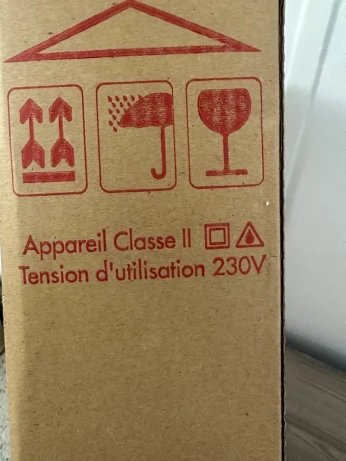 Appareil Classe II
Tension d'utilisation 230V